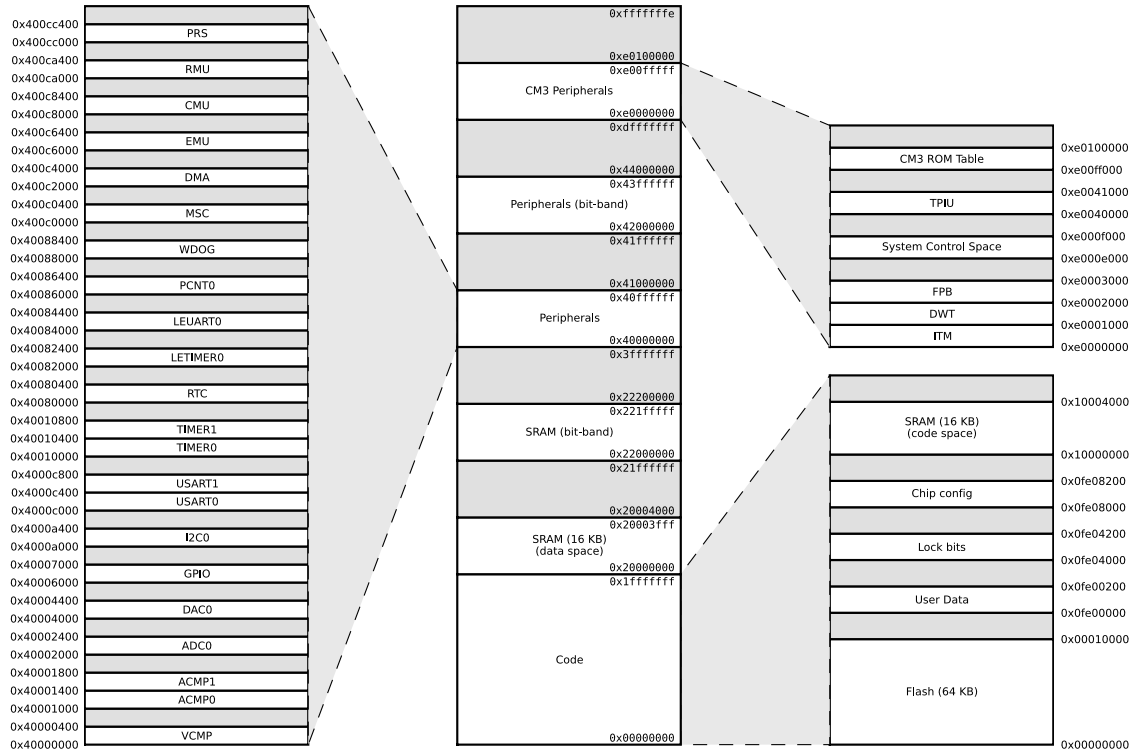 0x400cc400
PRS
0x400cc000
0x400ca400
RMU
0x400ca000
0x400c8400
CMU
0x400c8000
0x400c6400
EMU
0x400c6000
0x400c4000
DMA
0x400c2000
0x400c0400
MSC
0x400c0000
0x40088400
WDOG
0x40088000
0x40086400
PCNT0
0x40086000
0x40084400
LEUART0
0x40084000
0x40082400
LETIMER0
0x40082000
0x40080400
RTC
0x40080000
0x40010800
TIMER1
0x40010400
TIMER0
0x40010000
0x4000c800
USART1
0x4000c400
USART0
0x4000c000
0x4000a400
I2C0
0x4000a000
0x40007000
GPIO
0x40006000
0x40004400
DAC0
0x40004000
0x40002400
ADC0
0x40002000
0x40001800
ACMP1
0x40001400
ACMP0
0x40001000
0x40000400
VCMP
0x40000000
0xfffffffe
0xe0100000
0xe00fffff
CM3 Peripherals
0xe0000000
0xdfffffff
0x44000000
0x43ffffff
Peripherals (bit-band)
0x42000000
0x41ffffff
0x41000000
0x40ffffff
Peripherals
0x40000000
0x3fffffff
0x22200000
0x221fffff
SRAM (bit-band)
0x22000000
0x21ffffff
0x20004000
0x20003fff
SRAM (16 KB)
(data space)
0x20000000
0x1fffffff
Code
0x00000000
0xe0100000
CM3 ROM Table
0xe00ff000
0xe0041000
TPIU
0xe0040000
0xe000f000
System Control Space
0xe000e000
0xe0003000
FPB
0xe0002000
DWT
0xe0001000
ITM
0xe0000000
0x10004000
SRAM (16 KB)
(code space)
0x10000000
0x0fe08200
Chip config
0x0fe08000
0x0fe04200
Lock bits
0x0fe04000
0x0fe00200
User Data
0x0fe00000
0x00010000
Flash (64 KB)
0x00000000